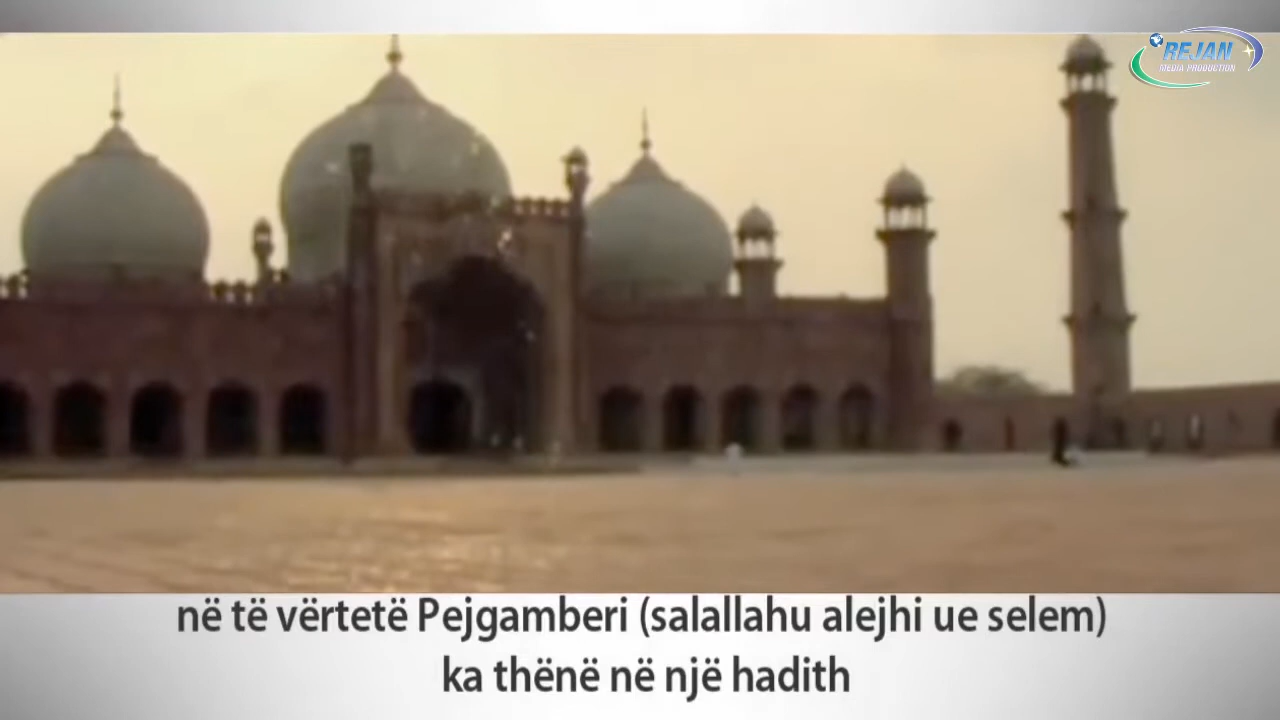 REJAN
MEDIA PRODUCTION
në të vërtetë Pejgamberi (salallahu alejhi ue selem)
ka thënë në një hadith